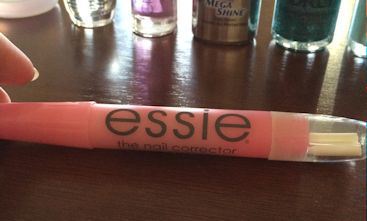 MEGA
SHINE
essie®
the nail corrector